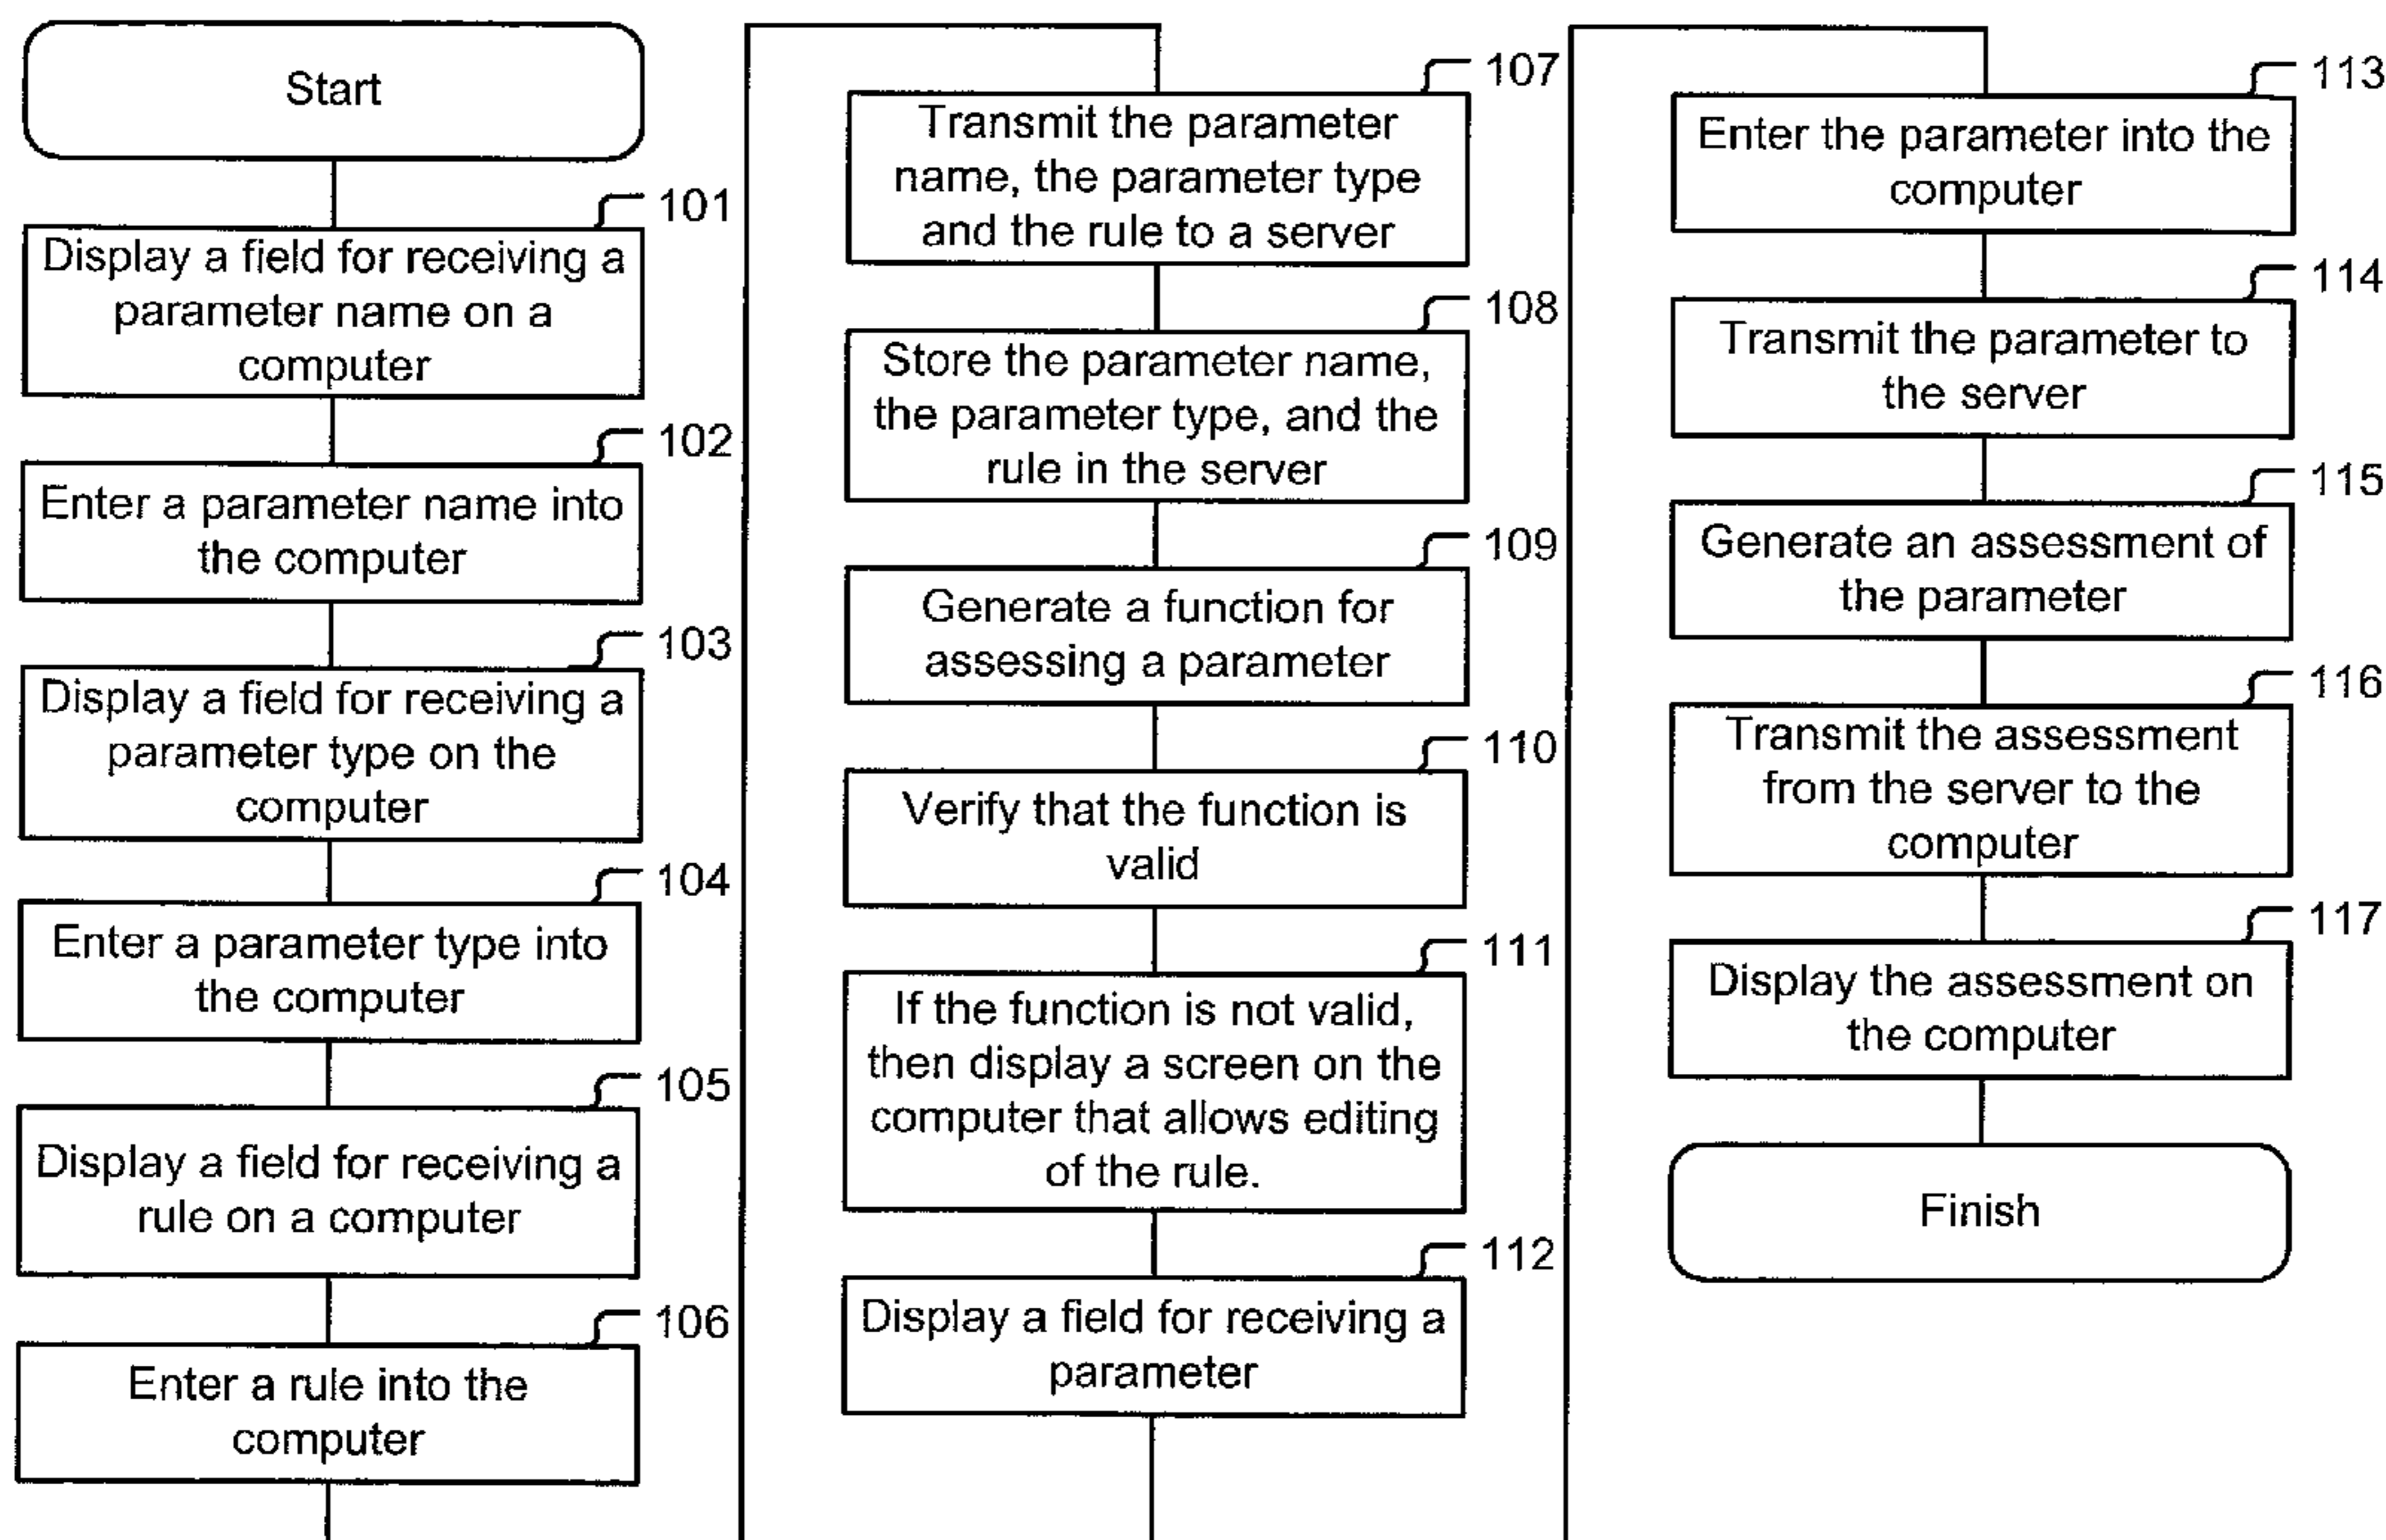 Start
101
Display a field for receiving a
parameter name on a
computer
102
Enter a parameter name into
the computer
103
Display a field for receiving a
parameter type on the
computer
104
Enter a parameter type into
the computer
105
Display a field for receiving a
rule on a computer
106
Enter a rule into the
computer
107
Transmit the parameter
name, the parameter type
and the rule to a server
108
Store the parameter name,
the parameter type, and the
rule in the server
109
Generate a function for
assessing a parameter
110
Verify that the function is
valid
111
If the function is not valid,
then display a screen on the
computer that allows editing
of the rule.
112
Display a field for receiving a
parameter
113
Enter the parameter into the
computer
114
Transmit the parameter to
the server
115
Generate an assessment of
the parameter
116
Transmit the assessment
from the server to the
computer
117
Display the assessment on
the computer
Finish